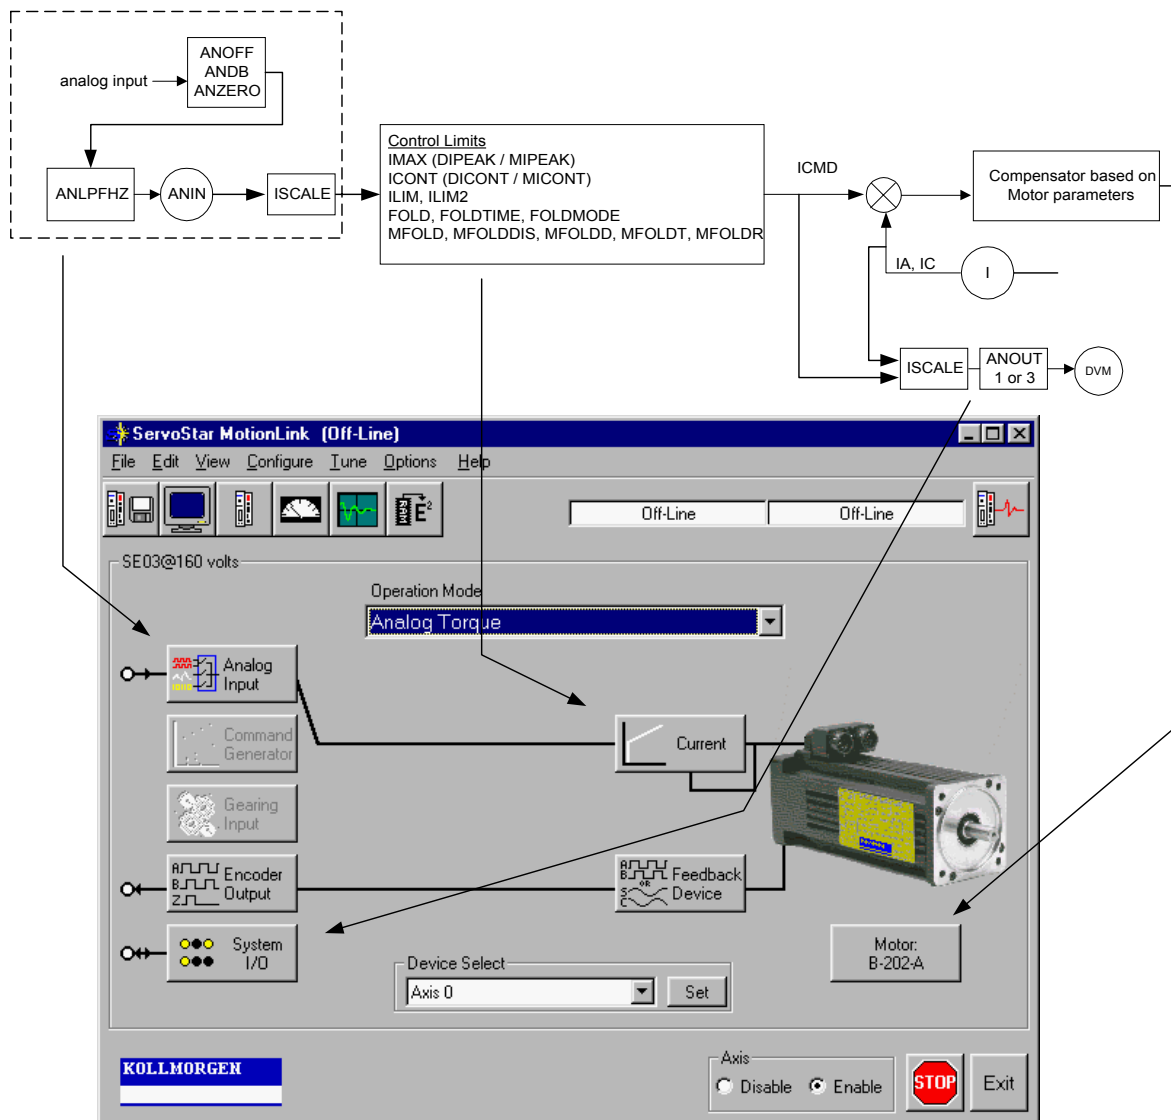 ANOFF
ANDB
ANZERO
analog input
ANLPFHZ
ANIN
ISCALE
Control Limits
IMAX (DIPEAK / MIPEAK)
ICONT (DICONT / MICONT)
ILIM, ILIM2
FOLD, FOLDTIME, FOLDMODE
MFOLD, MFOLDDIS, MFOLDD, MFOLDT, MFOLDR
ICMD
Compensator based on
Motor parameters
IA, IC
I
ISCALE
ANOUT
1 or 3
DVM
ServoStar MotionLink (Off-Line)
File Edit View Configure Tune Options Help
E²
Off-Line Off-Line
SE03@160 volts
Operation Mode
Analog Torque
Analog
Input
Command
Generator
Gearing
Input
Current
A
B
Z
Encoder
Output
A
B
OR
S
C
Feedback
Device
System
I/O
Motor:
B-202-A
Device Select
Axis 0
Set
KOLLMORGEN
Axis
Disable Enable
STOP
Exit